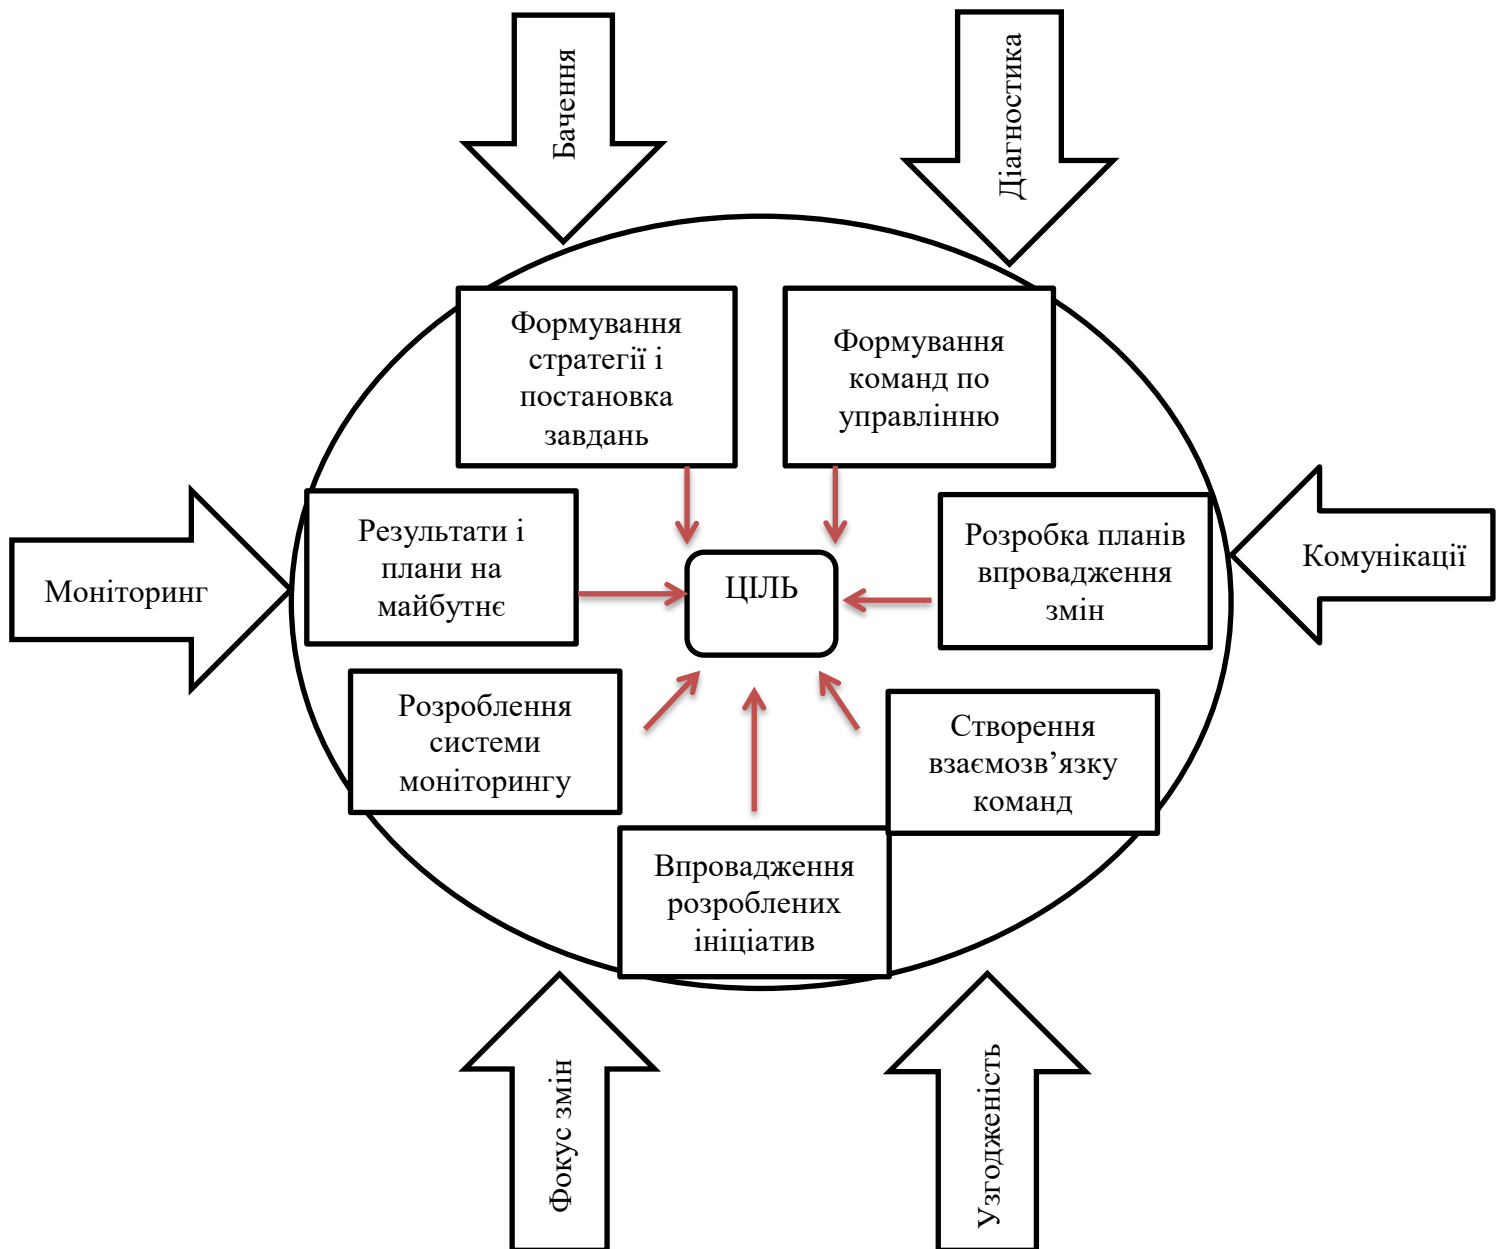 Бачення
Діагностика
Формування
стратегії і
постановка
завдань
Формування
команд по
управлінню
Результати і
плани на
майбутнє
Розробка планів
впровадження
змін
Моніторинг
ЦІЛЬ
Комунікації
Розроблення
системи
моніторингу
Створення
взаємозв’язку
команд
Впровадження
розроблених
ініціатив
Фокус змін
Узгодженість